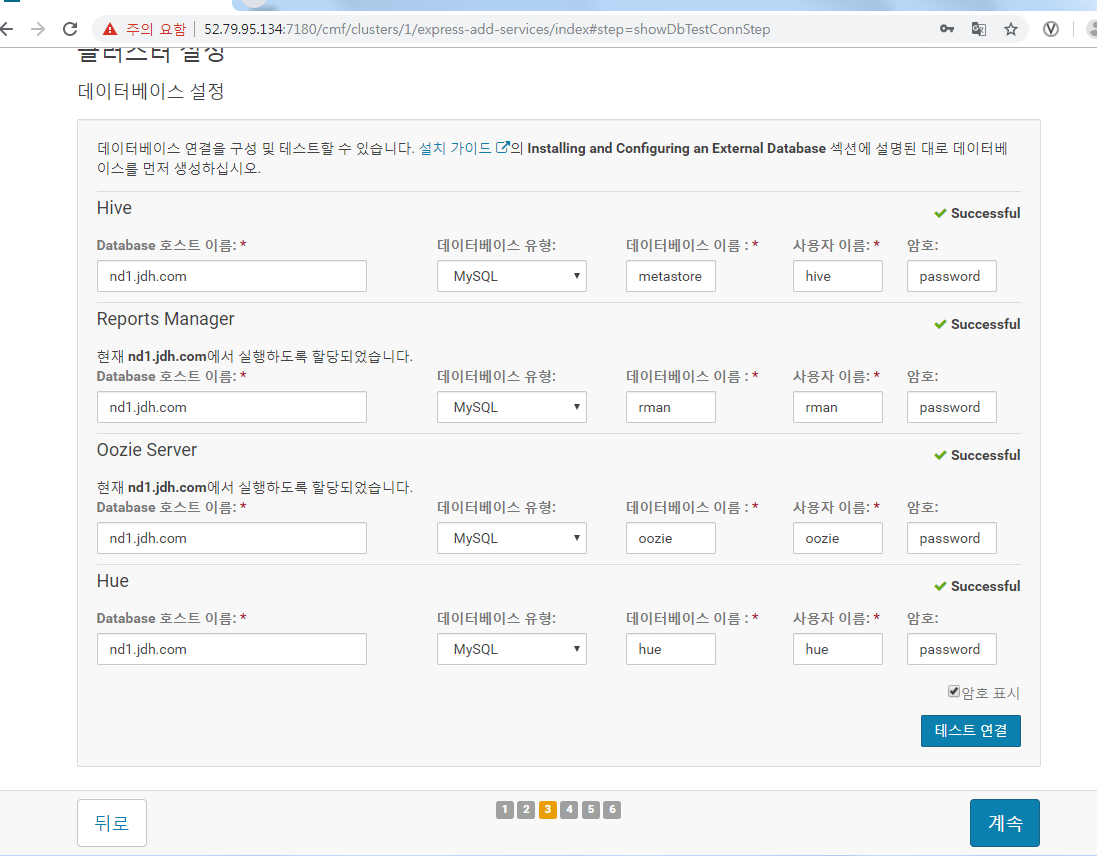 주의 요함 52.79.95.134:7180/cmf/clusters/1/express-add-services/index#step=showDbTestConnStep
클러스터 설정
데이터베이스 설정
데이터베이스 연결을 구성 및 테스트할 수 있습니다. 설치 가이드의 Installing and Configuring an External Database 섹션에 설명된 대로 데이터베
이스를 먼저 생성하십시오.
Hive
Successful
Database 호스트 이름: * 데이터베이스 유형: 데이터베이스 이름 : * 사용자 이름: * 암호:
nd1.jdh.com MySQL metastore hive password
Reports Manager
Successful
현재 nd1.jdh.com에서 실행하도록 할당되었습니다.
Database 호스트 이름: * 데이터베이스 유형: 데이터베이스 이름 : * 사용자 이름: * 암호:
nd1.jdh.com MySQL rman rman password
Oozie Server
Successful
현재 nd1.jdh.com에서 실행하도록 할당되었습니다.
Database 호스트 이름: * 데이터베이스 유형: 데이터베이스 이름 : * 사용자 이름: * 암호:
nd1.jdh.com MySQL oozie oozie password
Hue
Successful
Database 호스트 이름: * 데이터베이스 유형: 데이터베이스 이름 : * 사용자 이름: * 암호:
nd1.jdh.com MySQL hue hue password
암호 표시
테스트 연결
뒤로 1 2 3 4 5 6 계속